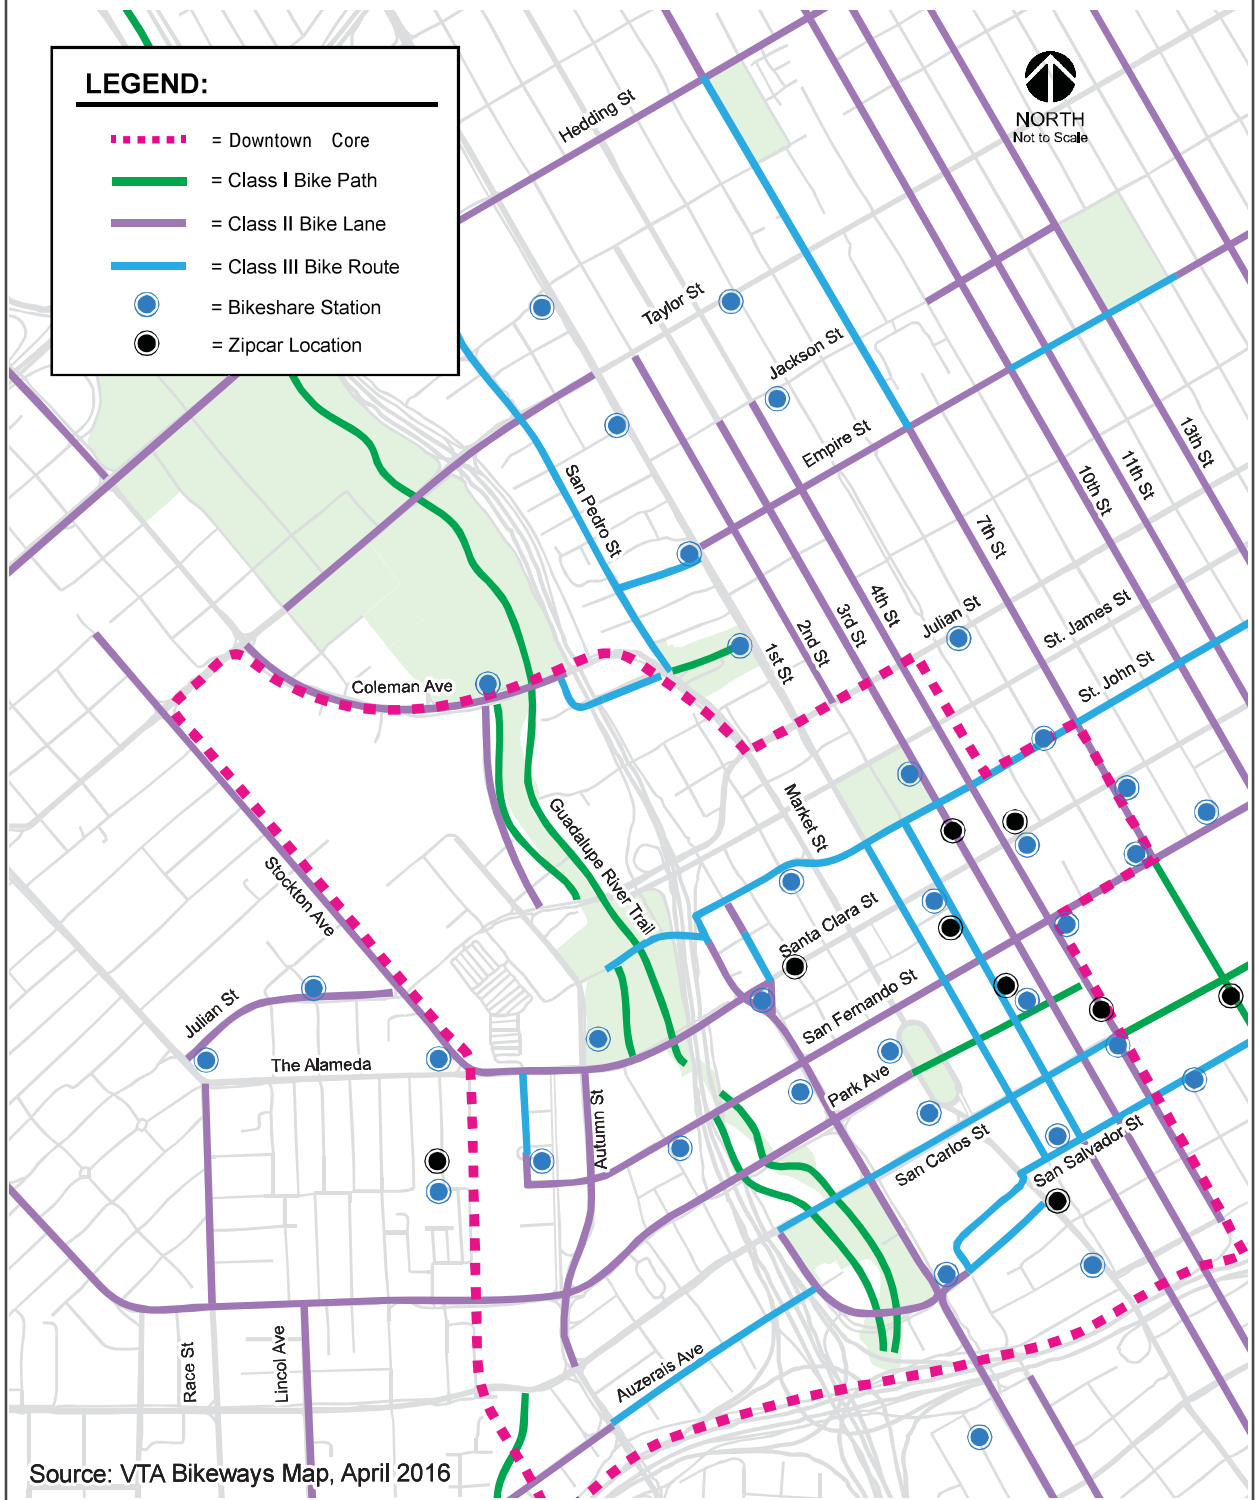 LEGEND:
= Downtown Core
= Class I Bike Path
= Class II Bike Lane
= Class III Bike Route
= Bikeshare Station
= Zipcar Location
NORTH
Not to Scale
Hedding St
Taylor St
Jackson St
Empire St
San Pedro St
13th St
11th St
10th St
7th St
4th St
3rd St
2nd St
1st St
Julian St
St. James St
St. John St
Coleman Ave
Market St
Guadalupe River Trail
Stockton Ave
Santa Clara St
San Fernando St
Julian St
The Alameda
Park Ave
Autumn St
San Carlos St
San Salvador St
Race St
Lincol Ave
Auzerais Ave
Source: VTA Bikeways Map, April 2016